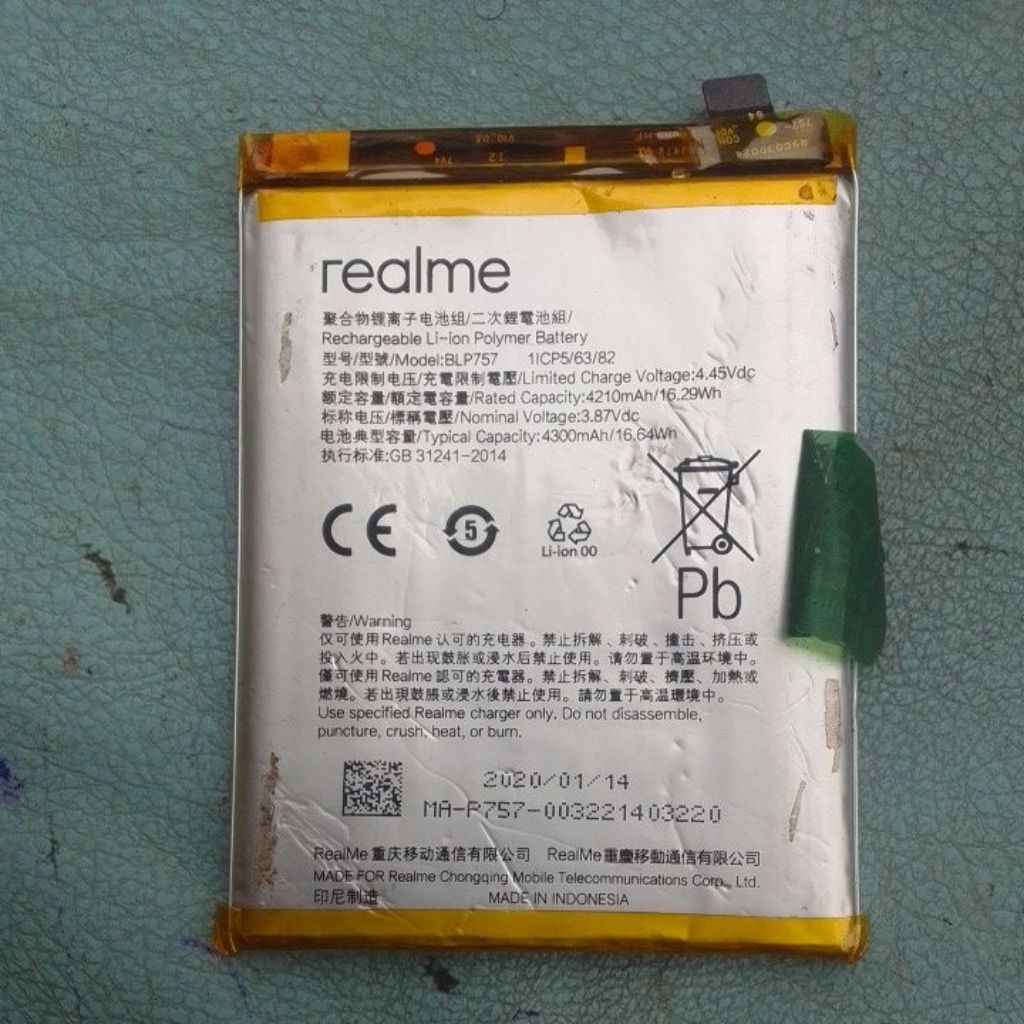 realme
聚合物锂离子电池组/二次鋰電池組/
Rechargeable Li-ion Polymer Battery
型号/型號/Model:BLP757 1ICP5/63/82
充电限制电压/充電限制電壓/Limited Charge Voltage:4.45Vdc
额定容量/額定電容量/Rated Capacity:4210mAh/16.29Wh
标称电压/標稱電壓/Nominal Voltage:3.87Vdc
电池典型容量/Typical Capacity:4300mAh/16.64Wh
执行标准:GB 31241-2014
CE
5
Li-ion 00
Pb
警告/Warning
仅可使用Realme认可的充电器。禁止拆解、刺破、撞击、挤压或
投入火中。若出现鼓胀或浸水后禁止使用。请勿置于高温环境中。
僅可使用Realme認可的充電器。禁止拆解、刺破、擠壓、加熱或
燃燒。若出現鼓脹或浸水後禁止使用。請勿置于高溫環境中。
Use specified Realme charger only. Do not disassemble,
puncture, crush, heat, or burn.
2020/01/14
MA-P757-003221403220
RealMe重庆移动通信有限公司 RealMe重慶移動通信有限公司
MADE FOR Realme Chongqing Mobile Telecommunications Corp., Ltd.
印尼制造 MADE IN INDONESIA